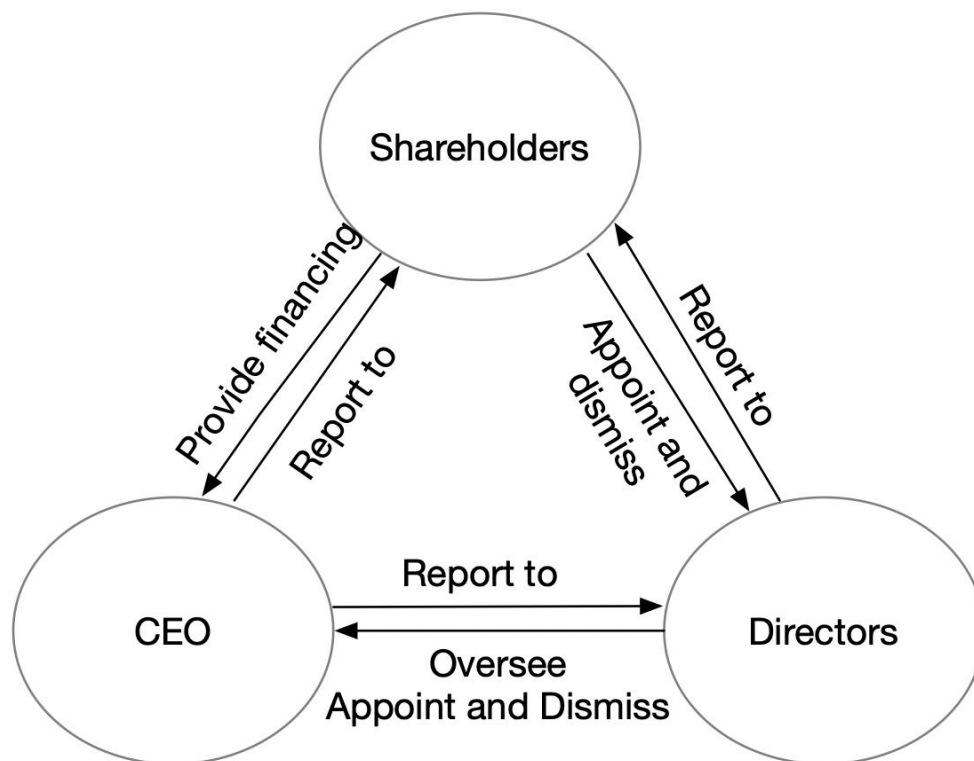 Shareholders
Provide financing
Report to
Appoint and
dismiss
Report to
Report to
CEO
Directors
Oversee
Appoint and Dismiss